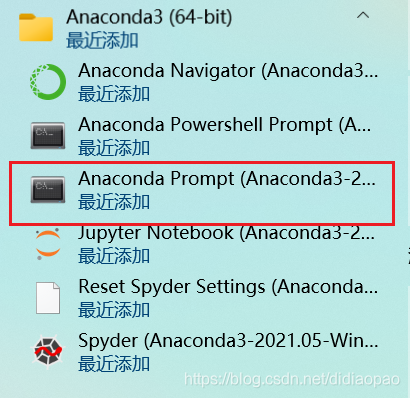 Anaconda3 (64-bit)
最近添加
Anaconda Navigator (Anaconda3...
最近添加
Anaconda Powershell Prompt (A...
最近添加
Anaconda Prompt (Anaconda3-2...
最近添加
Jupyter Notebook (Anaconda3-2...
最近添加
Reset Spyder Settings (Anaconda...
最近添加
Spyder (Anaconda3-2021.05-Win...
最近添加
https://blog.csdn.net/didiaopao